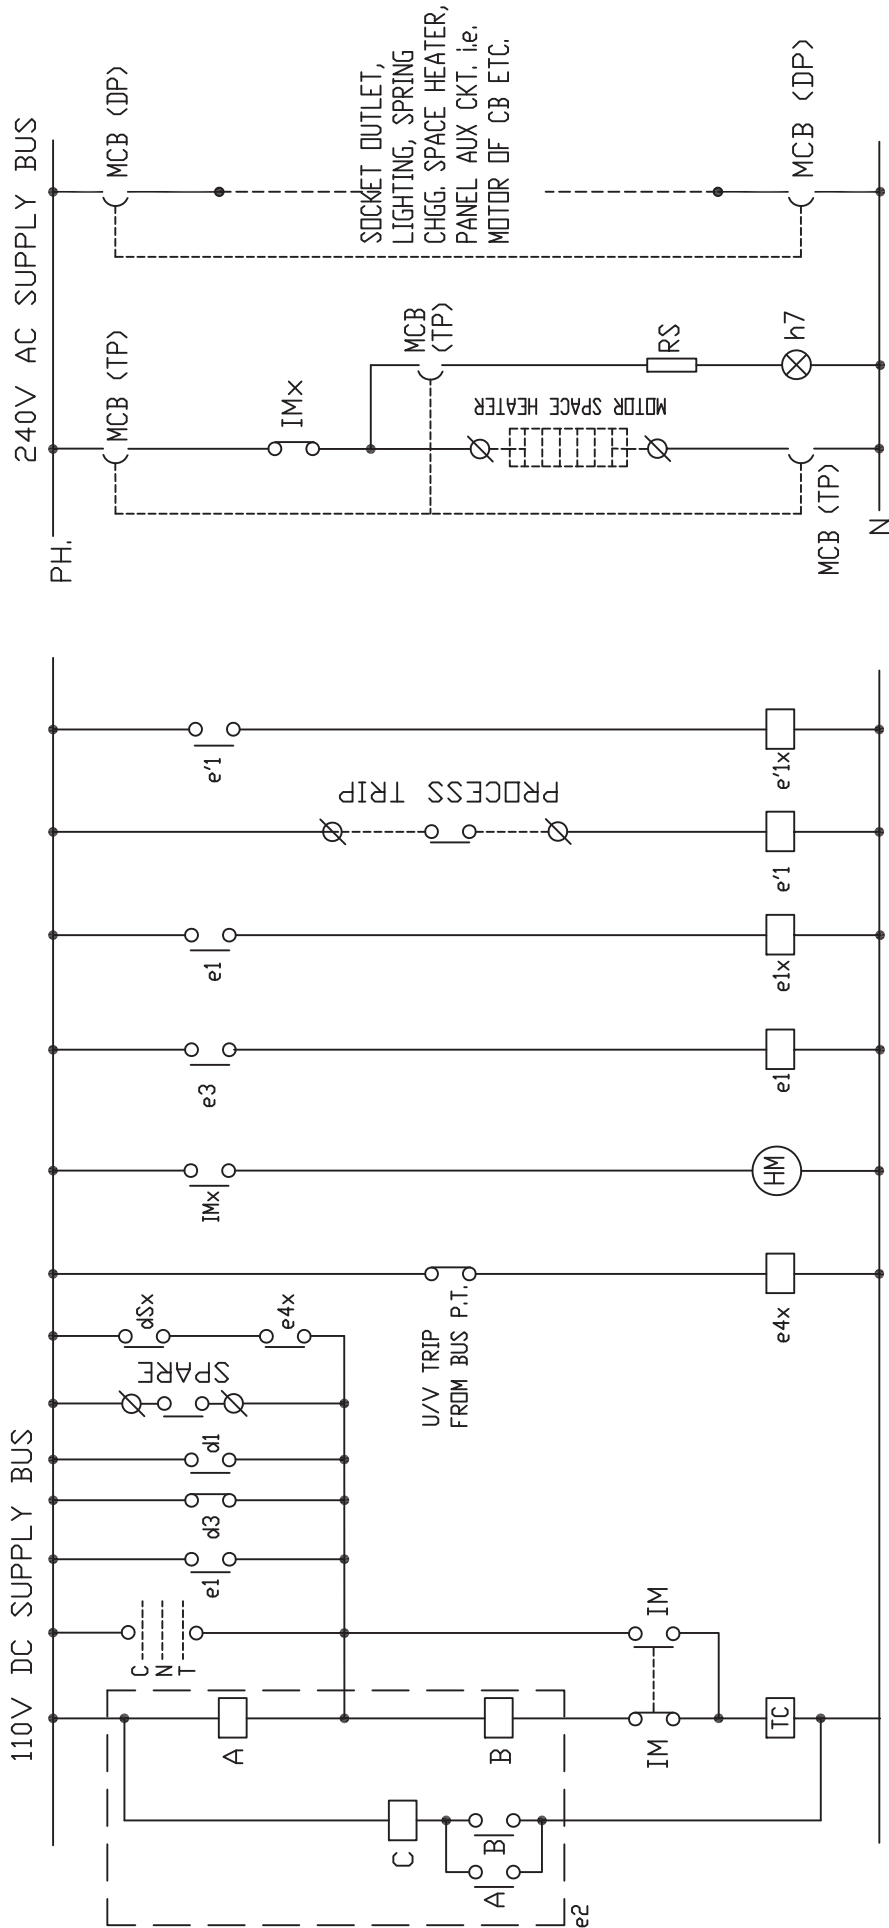 240V AC SUPPLY BUS
PH.
MCB (TP)
IMx
MCB
(TP)
MOTOR SPACE HEATER
RS
h7
MCB (TP)
N
MCB (DP)
SOCKET OUTLET,
LIGHTING, SPRING
CHGG. SPACE HEATER,
PANEL AUX CKT. i.e.
MOTOR OF CB ETC.
MCB (DP)
110V DC SUPPLY BUS
e2
A
B
C
A
B
IM
IM
TC
C
N
T
e1
d3
d1
SPARE
dSx
e4x
U/V TRIP
FROM BUS P.T.
e4x
IMx
HM
e3
e1
e1
e1x
PROCESS TRIP
e'1
e'1
e'1x